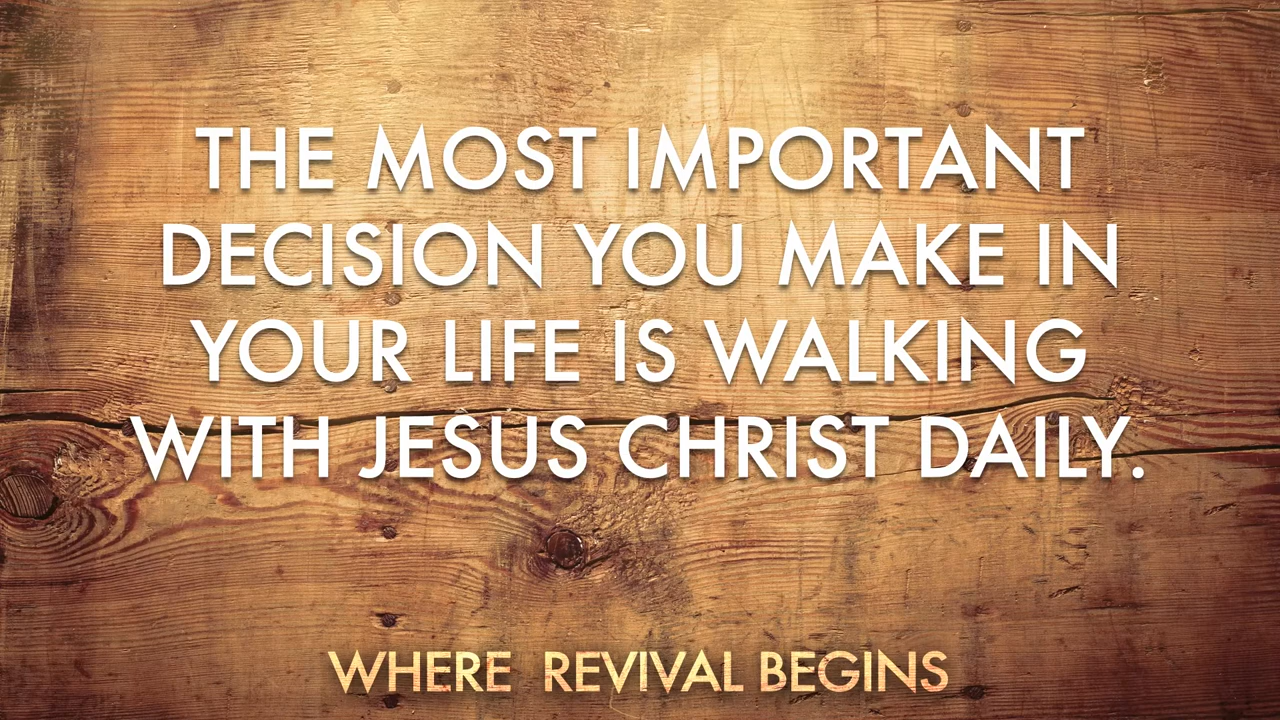 THE MOST IMPORTANT
DECISION YOU MAKE IN
YOUR LIFE IS WALKING
WITH JESUS CHRIST DAILY.
WHERE REVIVAL BEGINS